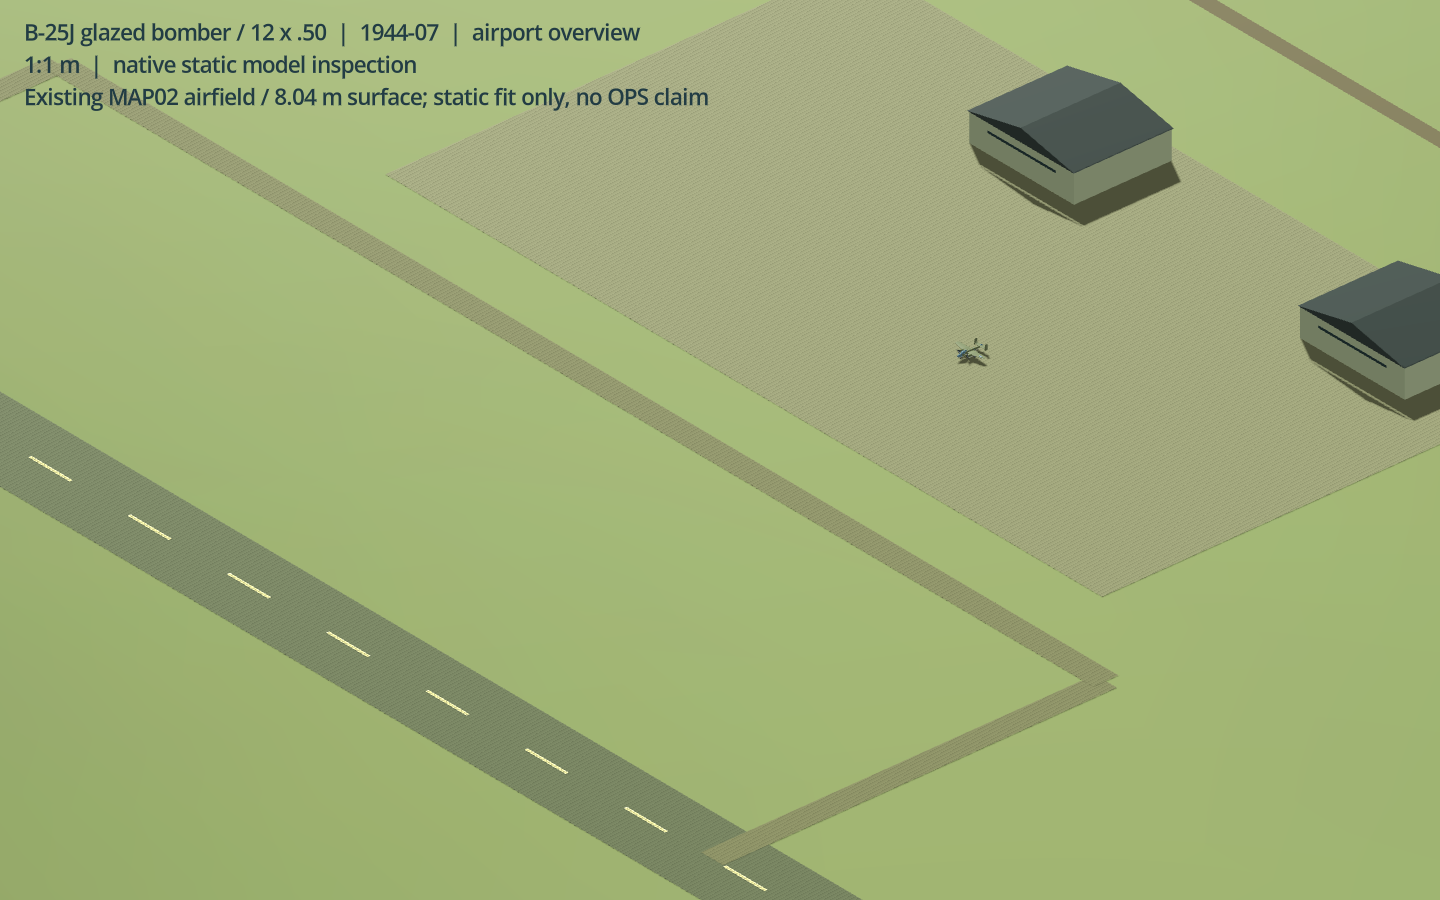 B-25J glazed bomber / 12 x .50 | 1944-07 | airport overview
1:1 m | native static model inspection
Existing MAP02 airfield / 8.04 m surface; static fit only, no OPS claim